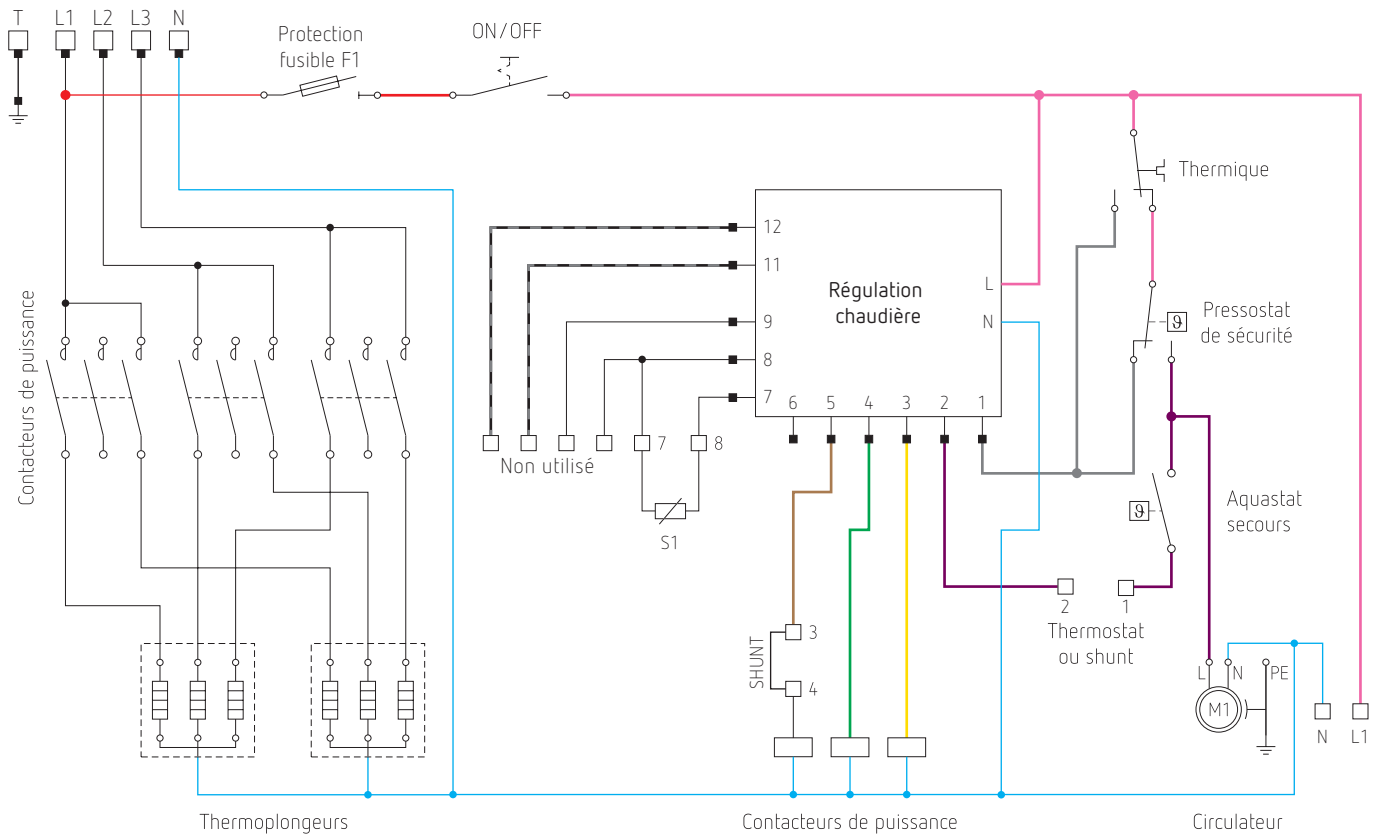 T L1 L2 L3 N
Protection
fusible F1
ON/OFF
Thermique
Contacteurs de puissance
12
11
9
8
7
Régulation
chaudière
L
N
6 5 4 3 2 1
Pressostat
de sécurité
ϑ
7 8
Non utilisé
S1
Aquastat
secours
ϑ
2 1
Thermostat
ou shunt
SHUNT
3
4
L N PE
M1
N L1
Thermoplongeurs
Contacteurs de puissance
Circulateur